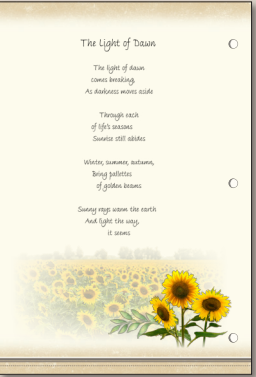 The Light of Dawn
The light of dawn
comes breaking,
As darkness moves aside
Through each
of life's seasons
Sunrise still abides
Winter, summer, autumn,
Bring pallettes
of golden beams
Sunny rays warm the earth
And light the way,
it seems